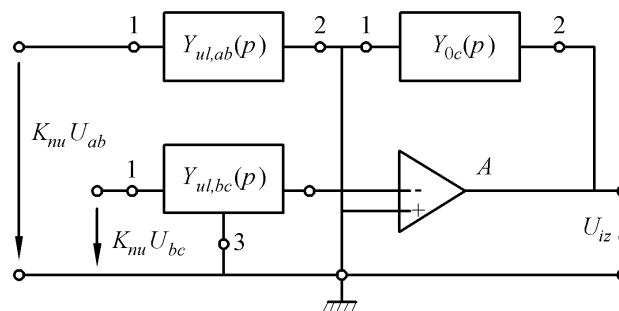 1 Y_{ul,ab}(p) 2 1 Y_{0c}(p) 2
K_{nu} U_{ab}
1 Y_{ul,bc}(p) - A
+
K_{nu} U_{bc} 3 U_{iz}